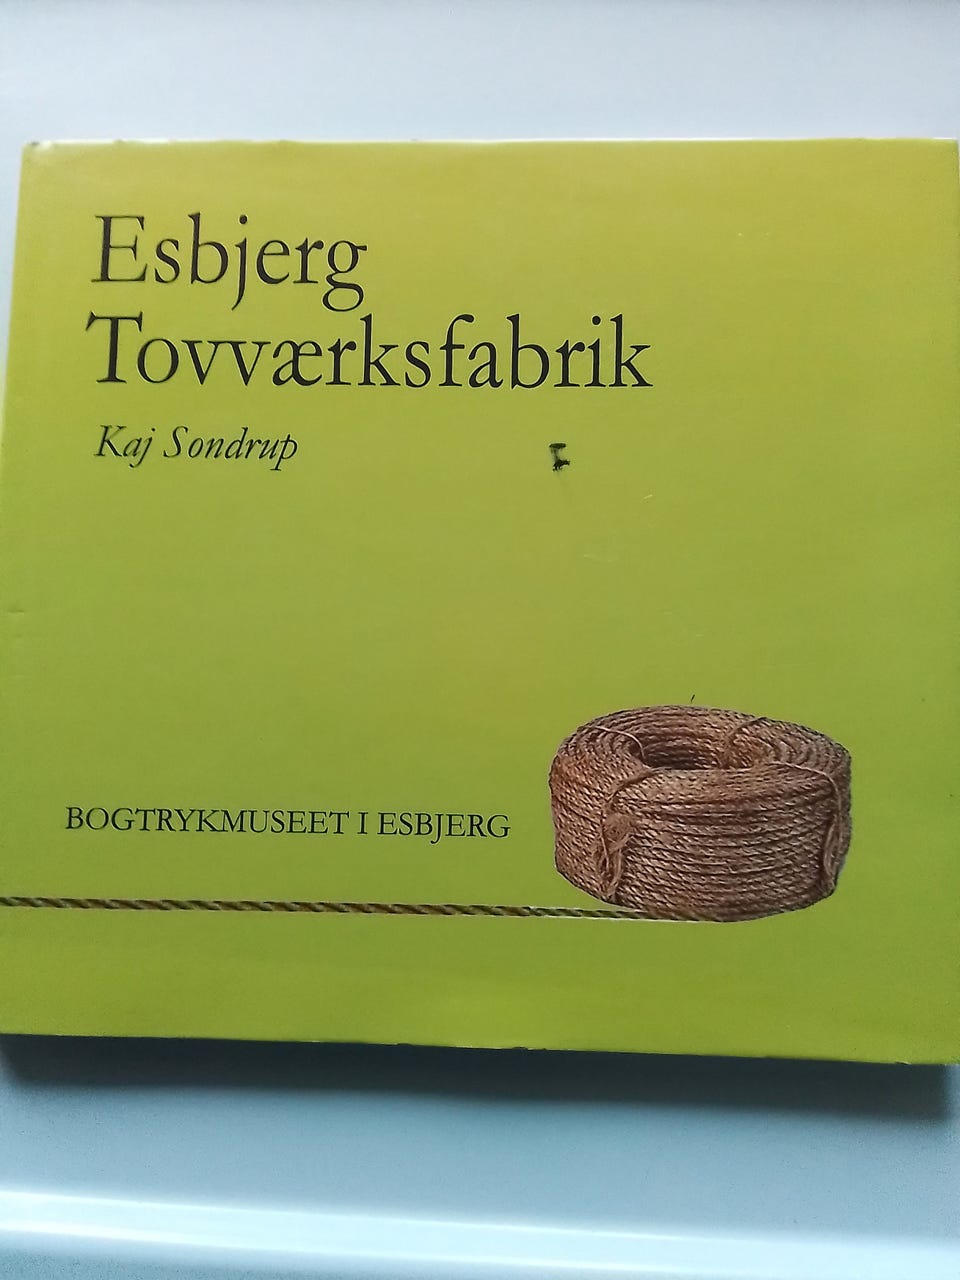 Esbjerg
Tovværksfabrik
Kaj Sondrup
BOGTRYKMUSEET I ESBJERG